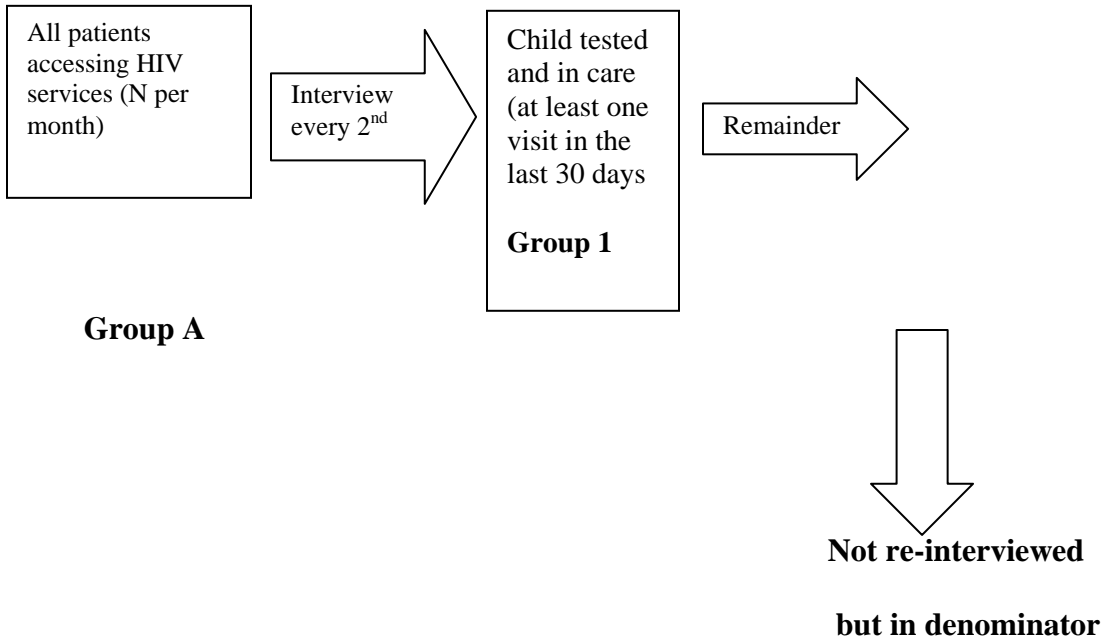 All patients
accessing HIV
services (N per
month)
Interview
every 2nd
Child tested
and in care
(at least one
visit in the
last 30 days
Group 1
Remainder
Group A
Not re-interviewed
but in denominator